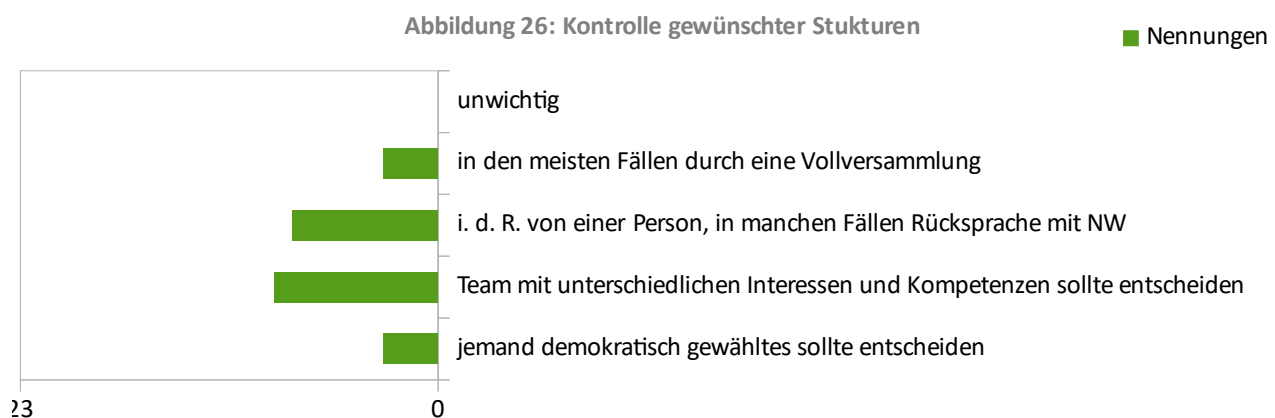 Abbildung 26: Kontrolle gewünschter Stukturen
Nennungen
unwichtig
in den meisten Fällen durch eine Vollversammlung
i. d. R. von einer Person, in manchen Fällen Rücksprache mit NW
Team mit unterschiedlichen Interessen und Kompetenzen sollte entscheiden
jemand demokratisch gewähltes sollte entscheiden
23 0